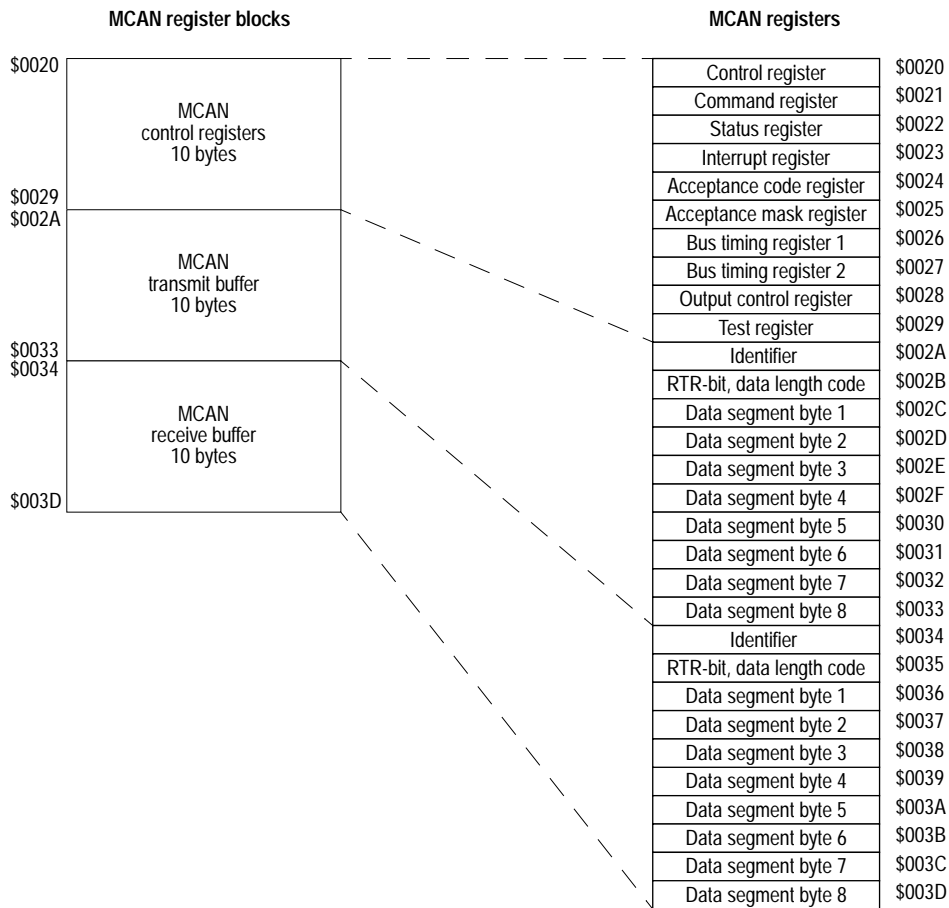 MCAN register blocks
$0020
MCAN
control registers
10 bytes
$0029
$002A
MCAN
transmit buffer
10 bytes
$0033
$0034
MCAN
receive buffer
10 bytes
$003D
MCAN registers
Control register $0020
Command register $0021
Status register $0022
Interrupt register $0023
Acceptance code register $0024
Acceptance mask register $0025
Bus timing register 1 $0026
Bus timing register 2 $0027
Output control register $0028
Test register $0029
Identifier $002A
RTR-bit, data length code $002B
Data segment byte 1 $002C
Data segment byte 2 $002D
Data segment byte 3 $002E
Data segment byte 4 $002F
Data segment byte 5 $0030
Data segment byte 6 $0031
Data segment byte 7 $0032
Data segment byte 8 $0033
Identifier $0034
RTR-bit, data length code $0035
Data segment byte 1 $0036
Data segment byte 2 $0037
Data segment byte 3 $0038
Data segment byte 4 $0039
Data segment byte 5 $003A
Data segment byte 6 $003B
Data segment byte 7 $003C
Data segment byte 8 $003D